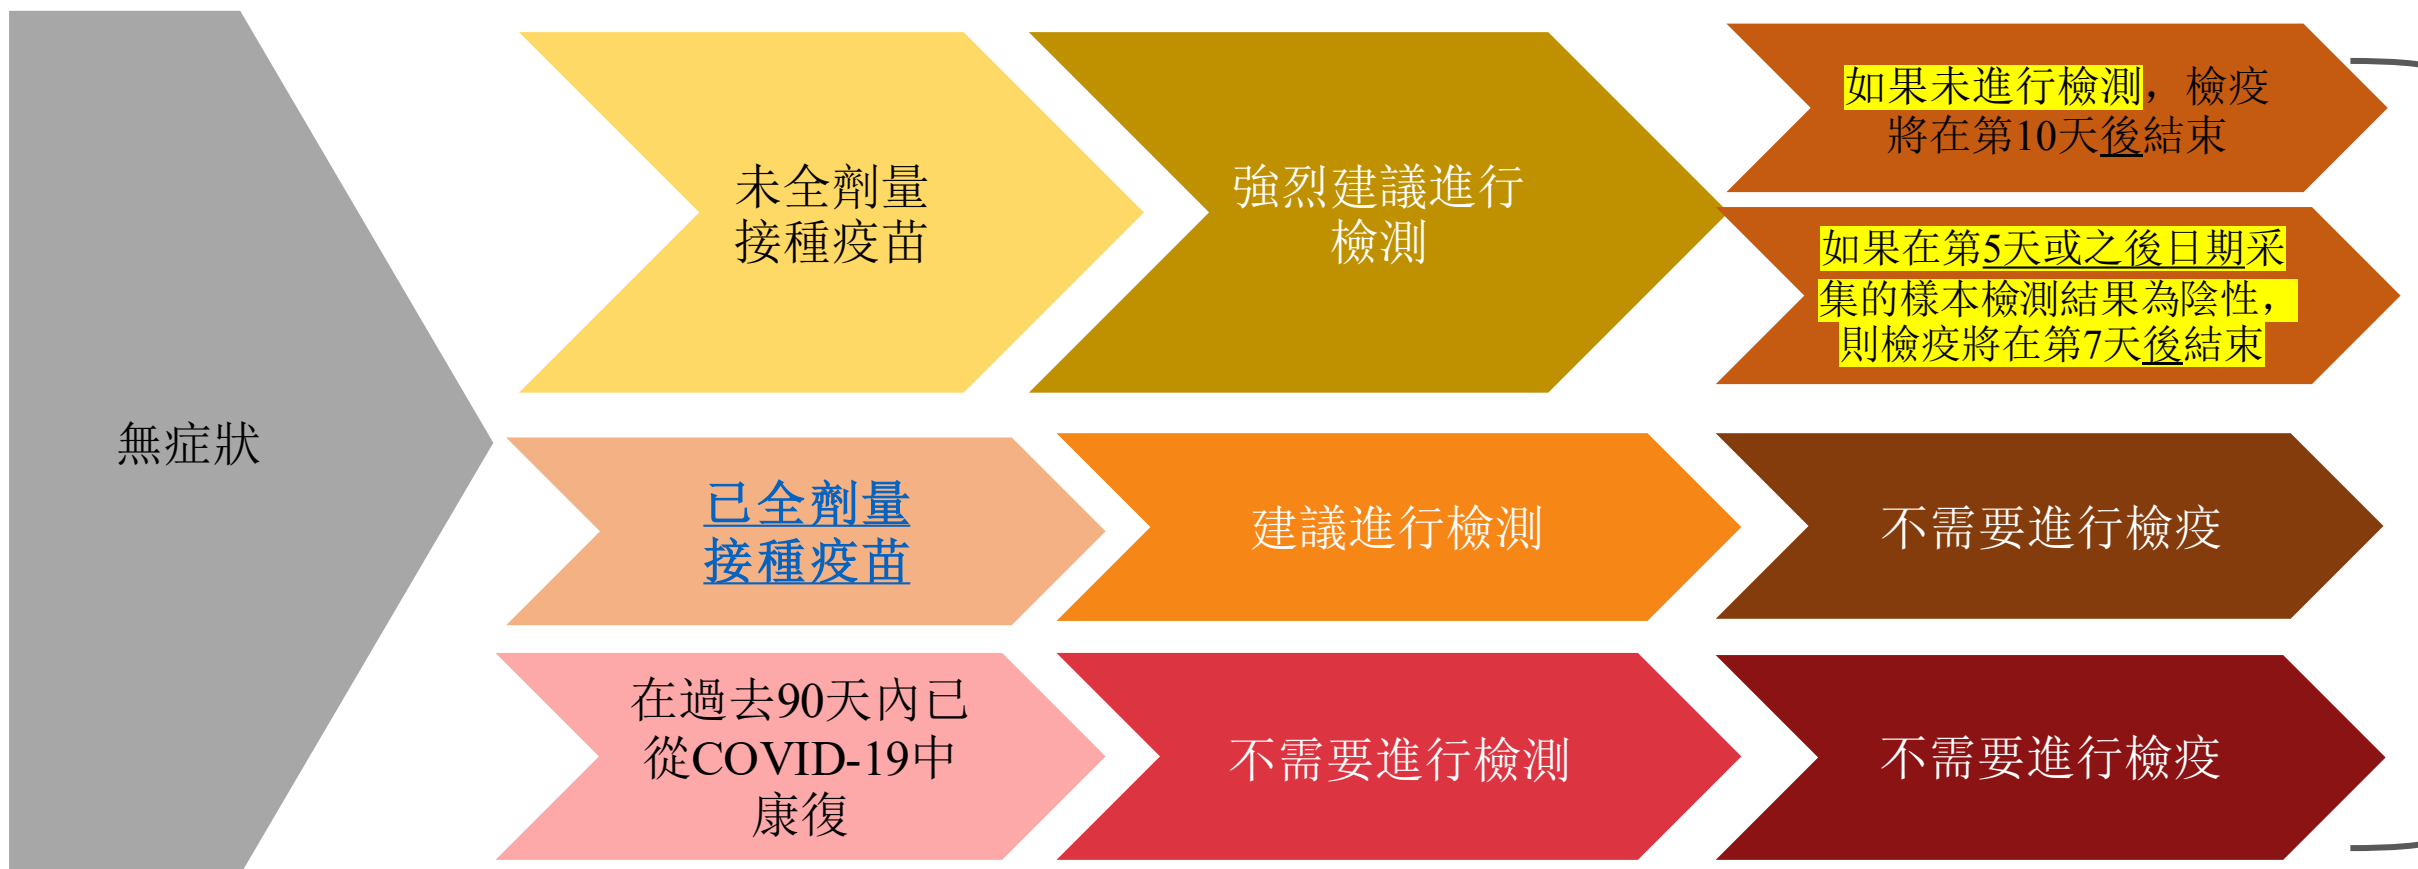 無症狀
未全劑量
接種疫苗
強烈建議進行
檢測
如果未進行檢測，檢疫
將在第10天後結束
如果在第5天或之後日期采
集的樣本檢測結果為陰性，
則檢疫將在第7天後結束
已全劑量
接種疫苗
建議進行檢測
不需要進行檢疫
在過去90天內已
從COVID-19中
康復
不需要進行檢測
不需要進行檢疫